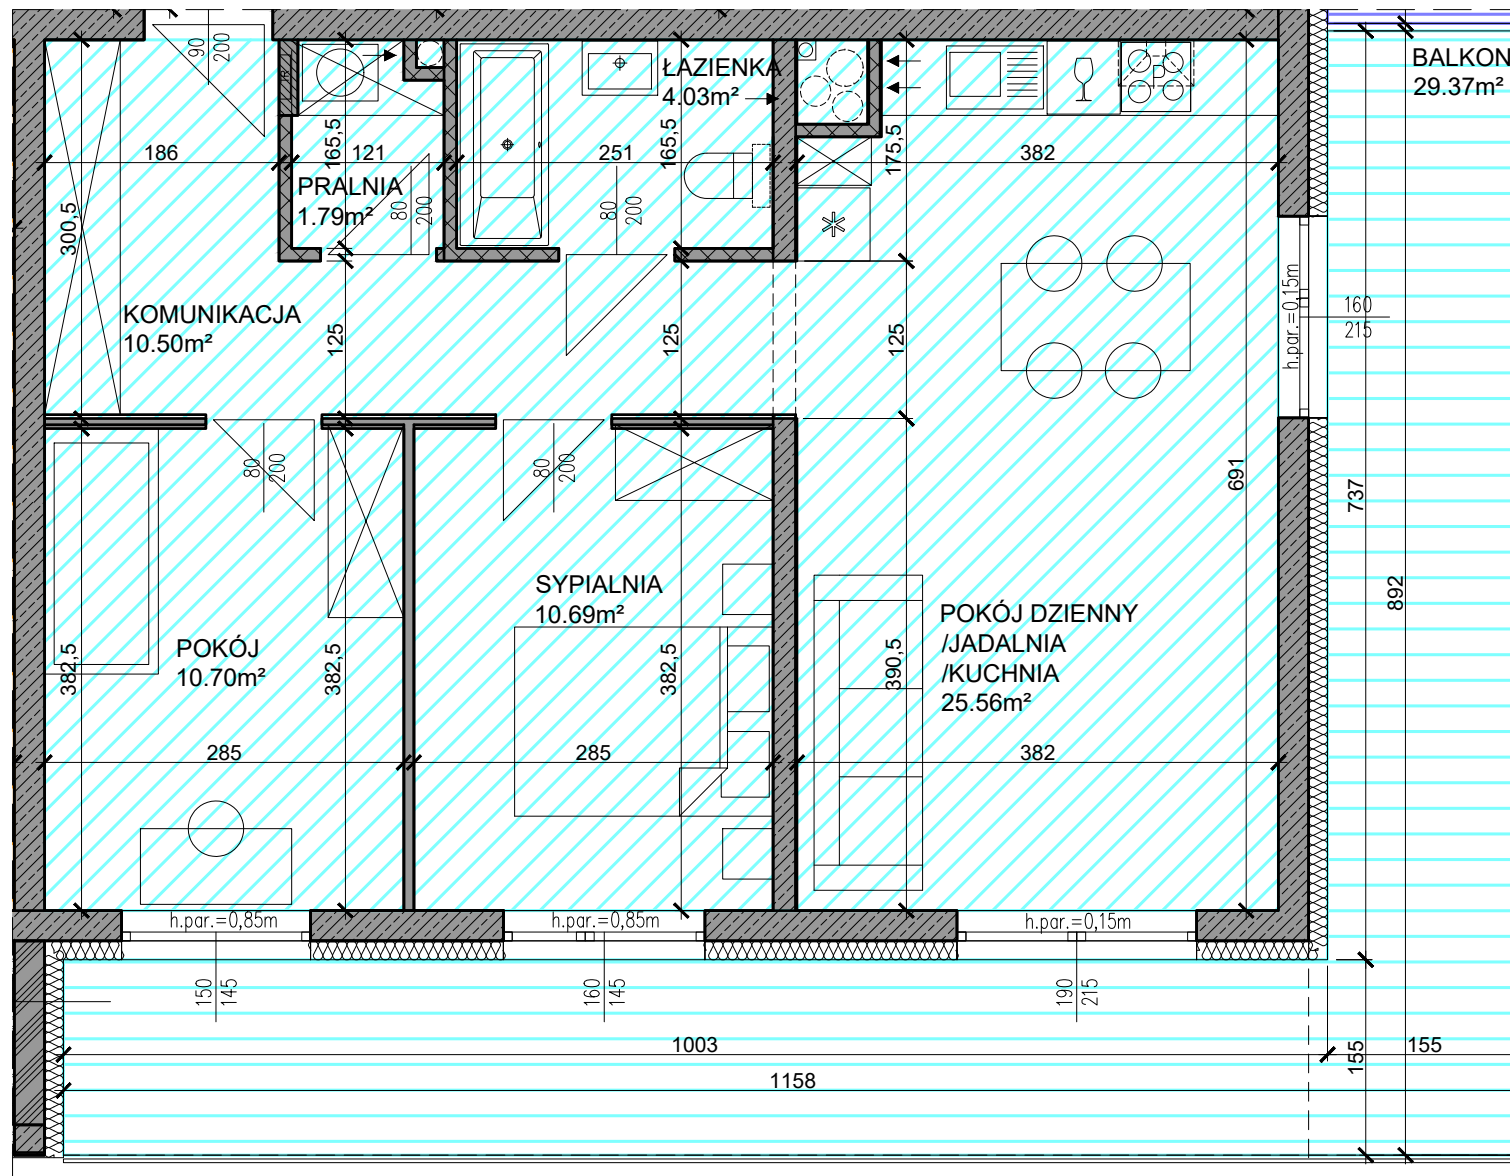 90
200
BALKON
29.37m²
ŁAZIENKA
4.03m²
186
165,5
121
251
165,5
175,5
382
PRALNIA
1.79m²
80
200
80
200
300,5
KOMUNIKACJA
10.50m²
125
125
125
h.par.=0,15m
160
215
80
200
80
200
691
737
892
SYPIALNIA
10.69m²
POKÓJ DZIENNY
/JADALNIA
/KUCHNIA
25.56m²
POKÓJ
10.70m²
382,5
382,5
382,5
390,5
285
285
382
h.par.=0,85m
h.par.=0,85m
h.par.=0,15m
150
145
160
145
190
215
1003
155
155
1158